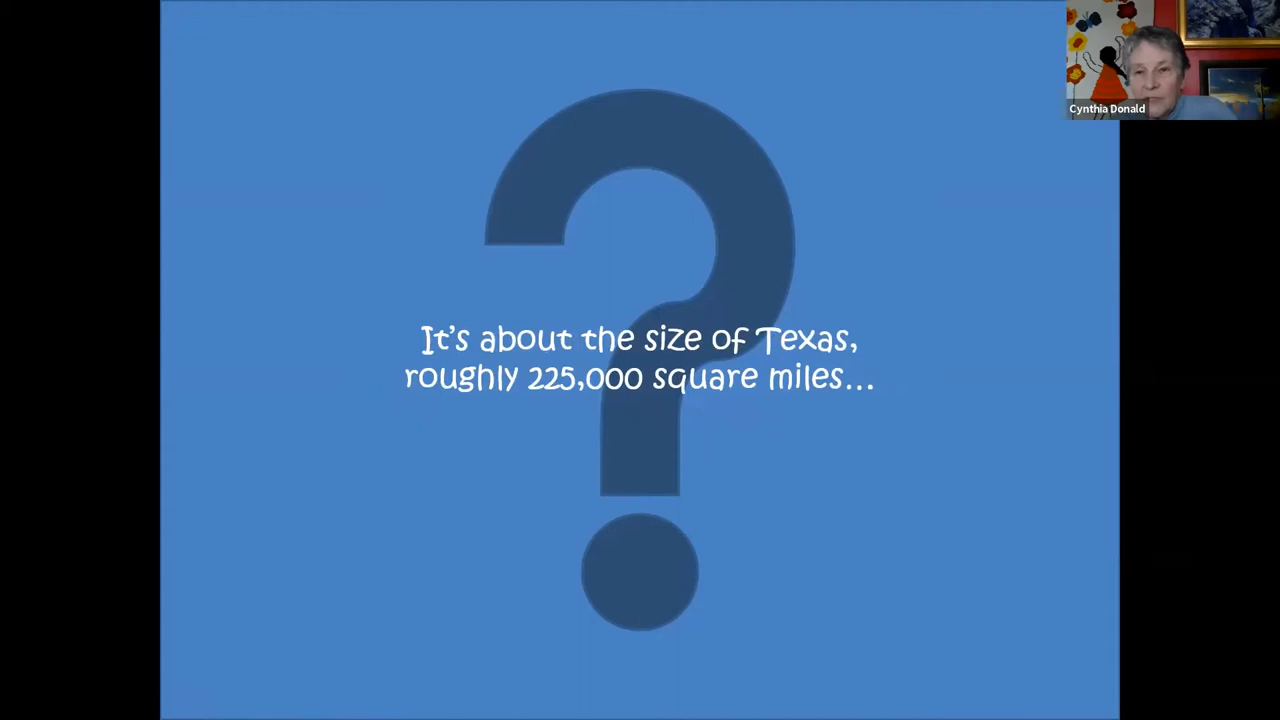 Cynthia Donald
It's about the size of Texas,
roughly 225,000 square miles...